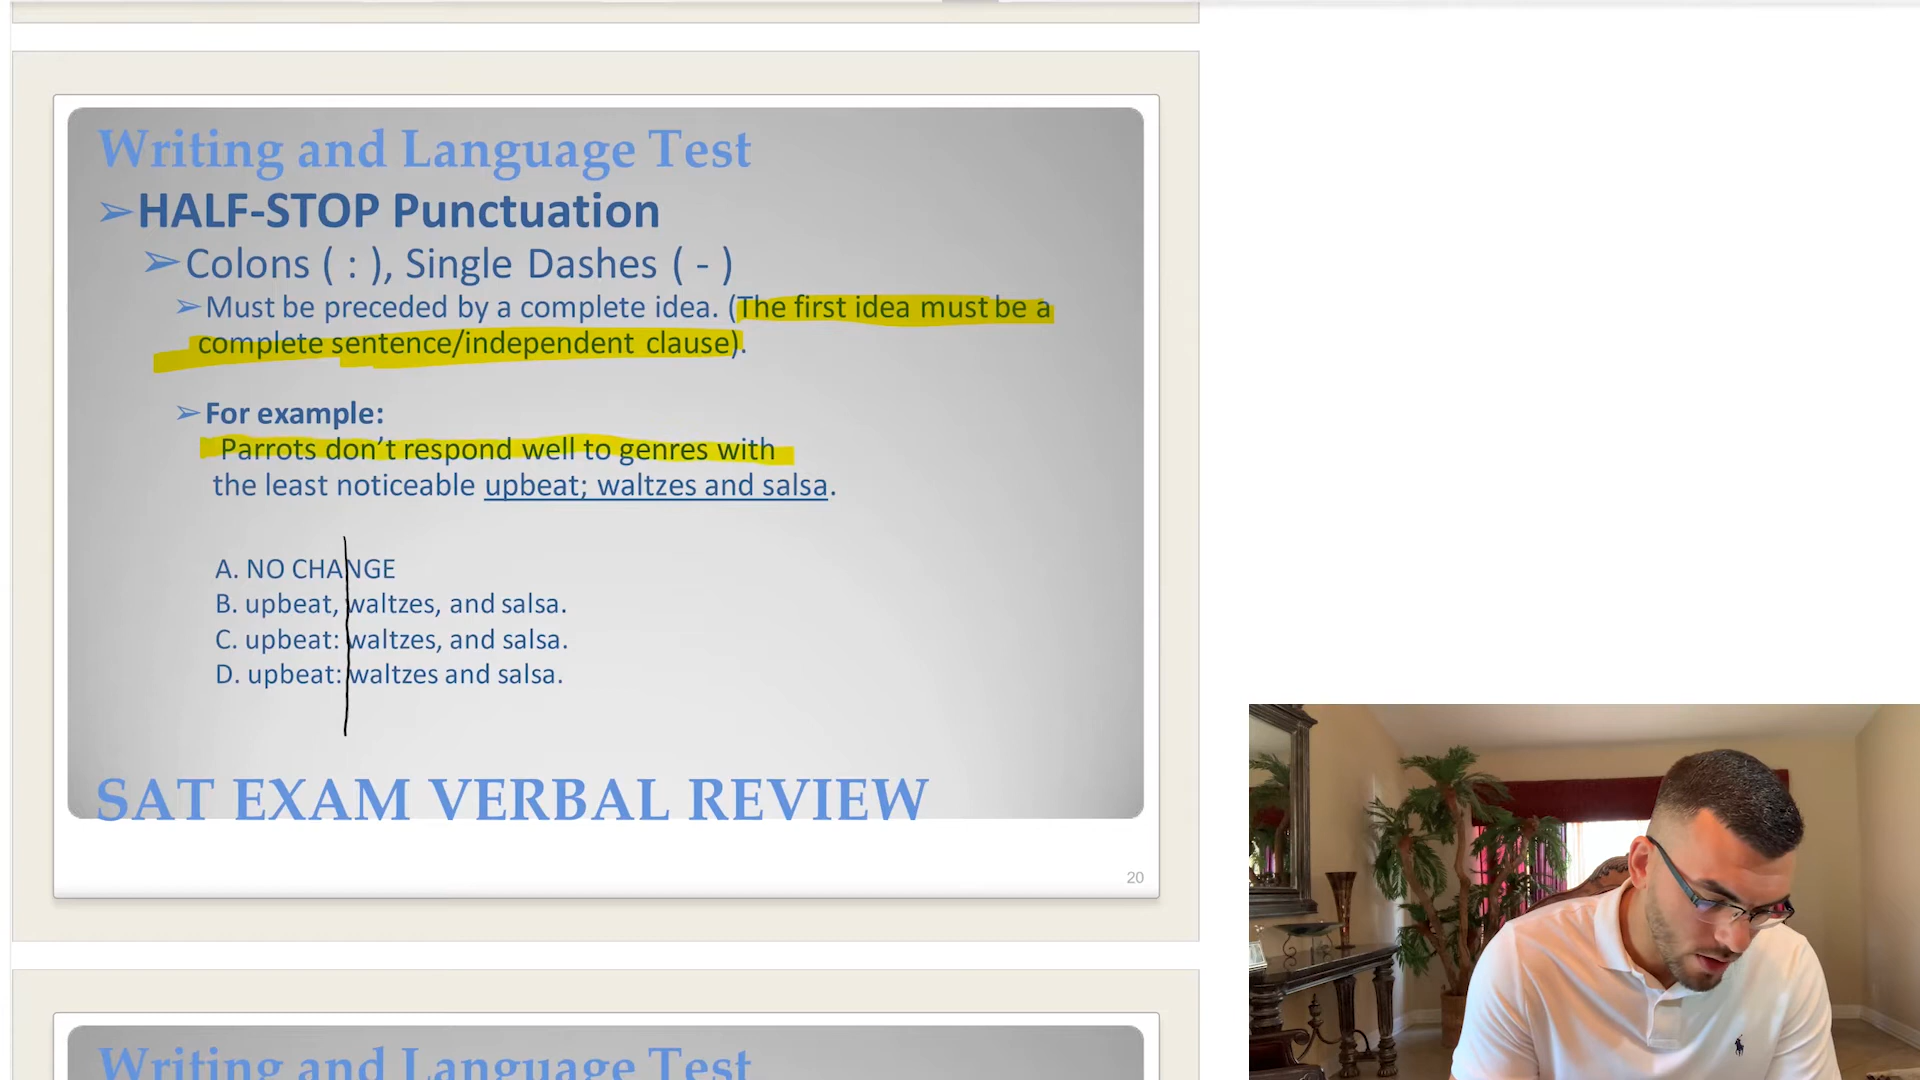 Writing and Language Test
➢HALF-STOP Punctuation
➢Colons ( : ), Single Dashes ( - )
➢Must be preceded by a complete idea. (The first idea must be a
complete sentence/independent clause).
➢For example:
Parrots don’t respond well to genres with
the least noticeable upbeat; waltzes and salsa.
A. NO CHANGE
B. upbeat, waltzes, and salsa.
C. upbeat: waltzes, and salsa.
D. upbeat: waltzes and salsa.
SAT EXAM VERBAL REVIEW
20
Writing and Language Test